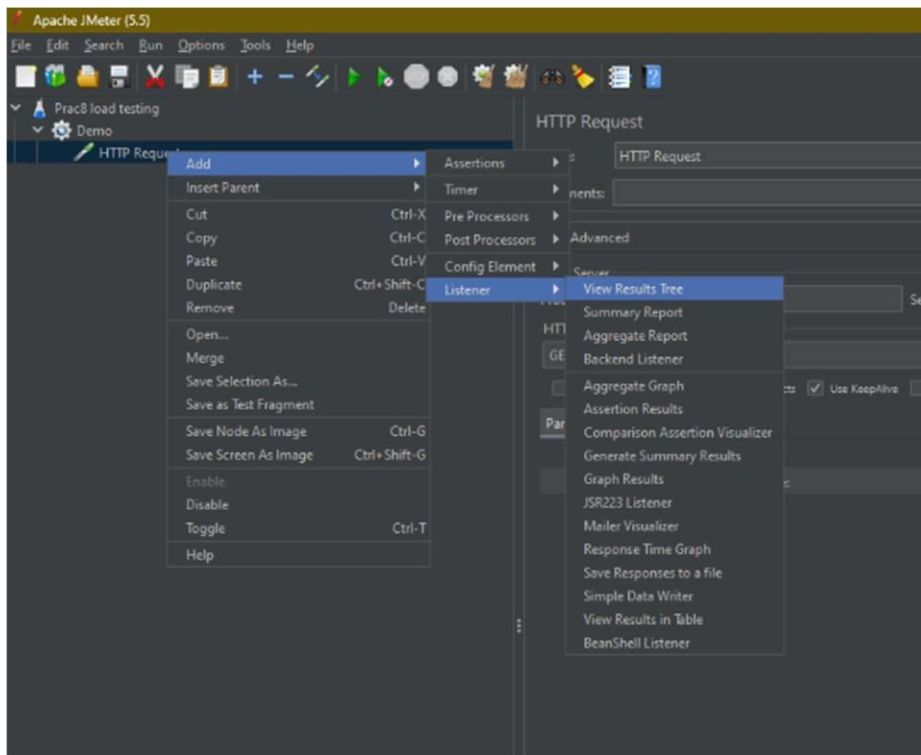 Apache JMeter (5.5)
File Edit Search Run Options Tools Help
Prac8 load testing
Demo
HTTP Reque
Add
Insert Parent
Cut Ctrl-X
Copy Ctrl-C
Paste Ctrl-V
Duplicate Ctrl+Shift-C
Remove Delete
Open...
Merge
Save Selection As...
Save as Test Fragment
Save Node As Image Ctrl-G
Save Screen As Image Ctrl+Shift-G
Enable
Disable
Toggle Ctrl-T
Help
Assertions
Timer
Pre Processors
Post Processors
Config Element
Listener
View Results Tree
Summary Report
Aggregate Report
Backend Listener
Aggregate Graph
Assertion Results
Comparison Assertion Visualizer
Generate Summary Results
Graph Results
JSR223 Listener
Mailer Visualizer
Response Time Graph
Save Responses to a file
Simple Data Writer
View Results in Table
BeanShell Listener
HTTP Request
HTTP Request
nents:
Advanced
Server
Se
HTT
GE
cts Use KeepAlive
Par